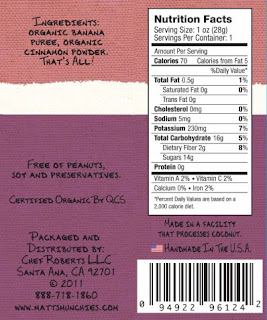 Ingredients:
organic banana
puree, organic
cinnamon powder.
That's All!
Free of peanuts,
soy and preservatives.
Certified Organic By QCS
Packaged and
Distributed by:
Chef Roberts LLC
Santa Ana, CA 92701
© 2011
888-718-1860
www.mattsmunchies.com
Nutrition Facts
Serving Size: 1 oz (28g)
Servings Per Container: 1
Amount Per Serving
Calories 70 Calories from Fat 5
%Daily Value*
Total Fat 0.5g 1%
Saturated Fat 0g 0%
Trans Fat 0g
Cholesterol 0mg 0%
Sodium 5mg 0%
Potassium 230mg 7%
Total Carbohydrate 16g 5%
Dietary Fiber 2g 8%
Sugars 14g
Protein 0g
Vitamin A 2% • Vitamin C 2%
Calcium 0% • Iron 2%
*Percent Daily Values are based on a
2,000 calorie diet.
Made in a facility
that processes coconut.
Handmade In The U.S.A.
0 94922 96124 2